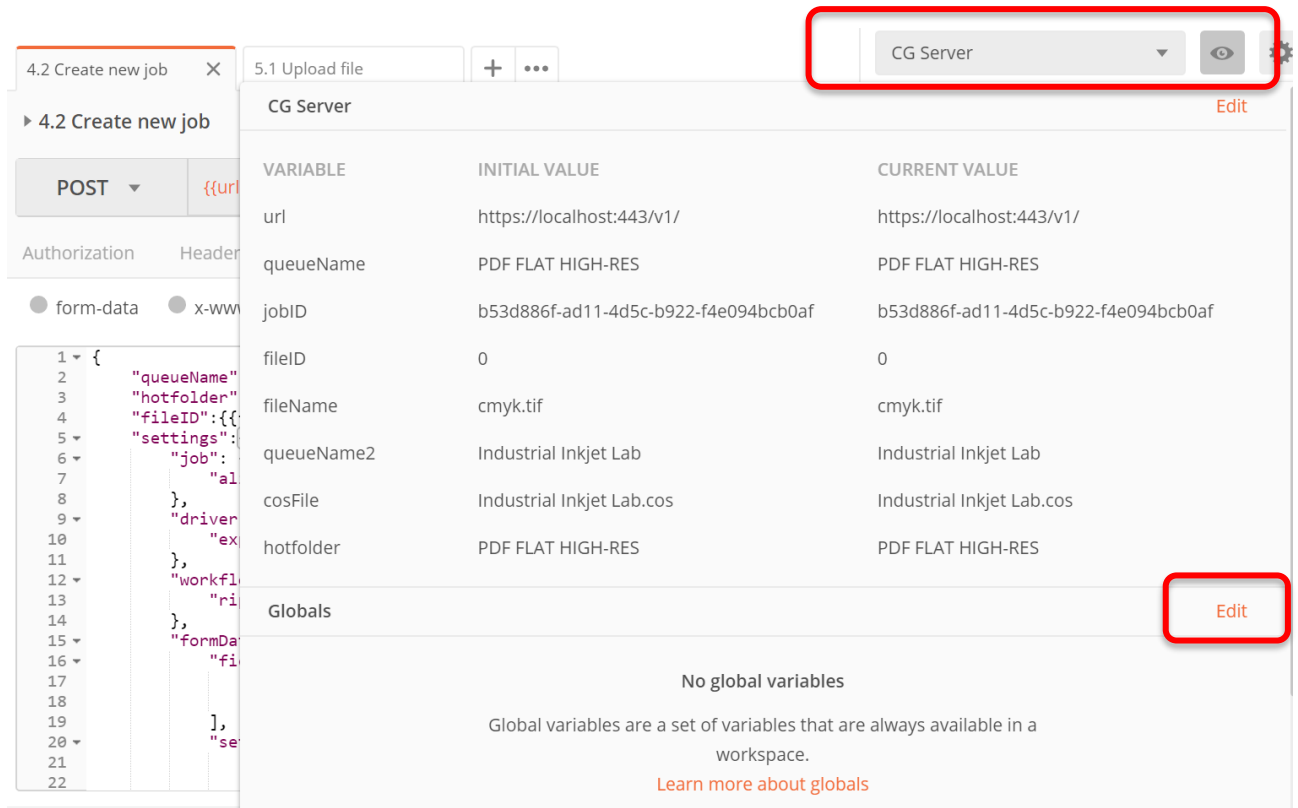 4.2 Create new job
5.1 Upload file
CG Server
CG Server Edit
4.2 Create new job
VARIABLE INITIAL VALUE CURRENT VALUE
POST {{url
url https://localhost:443/v1/ https://localhost:443/v1/
Authorization Header
queueName PDF FLAT HIGH-RES PDF FLAT HIGH-RES
form-data x-www
jobID b53d886f-ad11-4d5c-b922-f4e094bcb0af b53d886f-ad11-4d5c-b922-f4e094bcb0af
fileID 0 0
fileName cmyk.tif cmyk.tif
queueName2 Industrial Inkjet Lab Industrial Inkjet Lab
cosFile Industrial Inkjet Lab.cos Industrial Inkjet Lab.cos
hotfolder PDF FLAT HIGH-RES PDF FLAT HIGH-RES
1 {
2 "queueName"
3 "hotfolder"
4 "fileID":{{
5 "settings":
6 "job":
7 "al
8 },
9 "driver
10 "ex
11 },
12 "workfl
13 "ri
14 },
15 "formDa
16 "fi
17
18
19 ],
20 "se
21
22
Globals Edit
No global variables
Global variables are a set of variables that are always available in a
workspace.
Learn more about globals